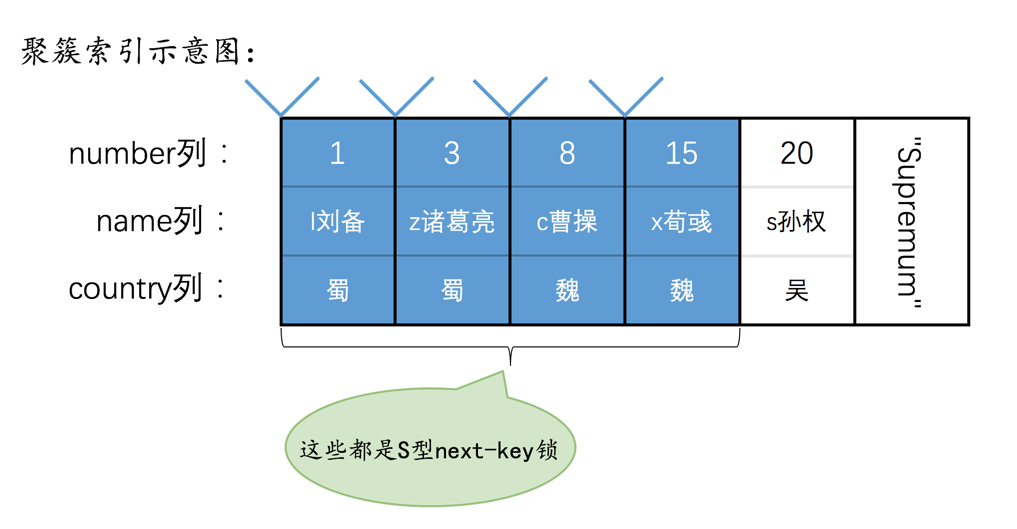 聚簇索引示意图：
number列： 1 3 8 15 20 "Supremum"
name列： l刘备 z诸葛亮 c曹操 x荀彧 s孙权
country列： 蜀 蜀 魏 魏 吴
这些都是S型next-key锁